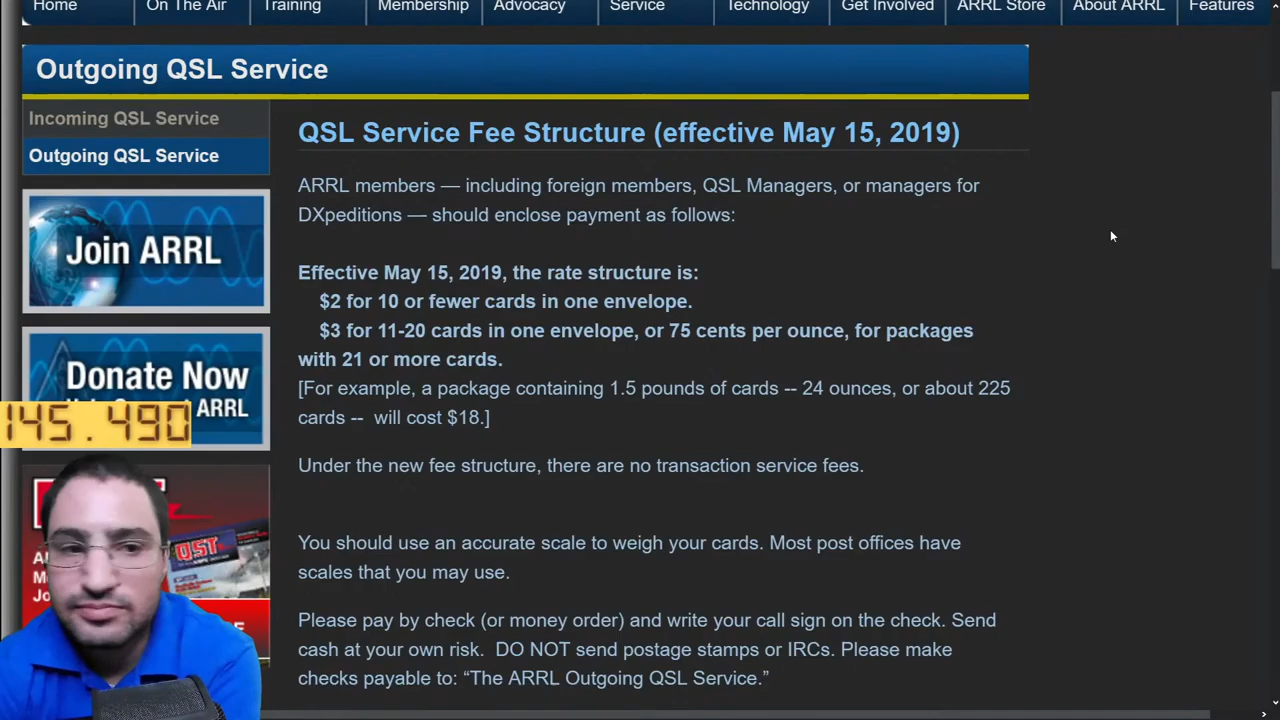 Home
On The Air
Training
Membership
Advocacy
Service
Technology
Get Involved
ARRL Store
About ARRL
Features
Outgoing QSL Service
Incoming QSL Service
Outgoing QSL Service
Join ARRL
Donate Now
ARRL
145.490
QST
QSL Service Fee Structure (effective May 15, 2019)
ARRL members — including foreign members, QSL Managers, or managers for
DXpeditions — should enclose payment as follows:
Effective May 15, 2019, the rate structure is:
$2 for 10 or fewer cards in one envelope.
$3 for 11-20 cards in one envelope, or 75 cents per ounce, for packages
with 21 or more cards.
[For example, a package containing 1.5 pounds of cards -- 24 ounces, or about 225
cards -- will cost $18.]
Under the new fee structure, there are no transaction service fees.
You should use an accurate scale to weigh your cards. Most post offices have
scales that you may use.
Please pay by check (or money order) and write your call sign on the check. Send
cash at your own risk. DO NOT send postage stamps or IRCs. Please make
checks payable to: “The ARRL Outgoing QSL Service.”